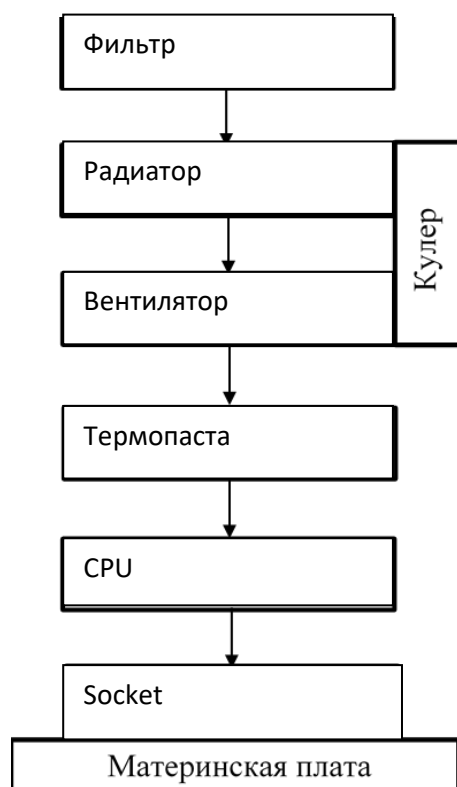 Фильтр
Радиатор
Кулер
Вентилятор
Термопаста
CPU
Socket
Материнская плата